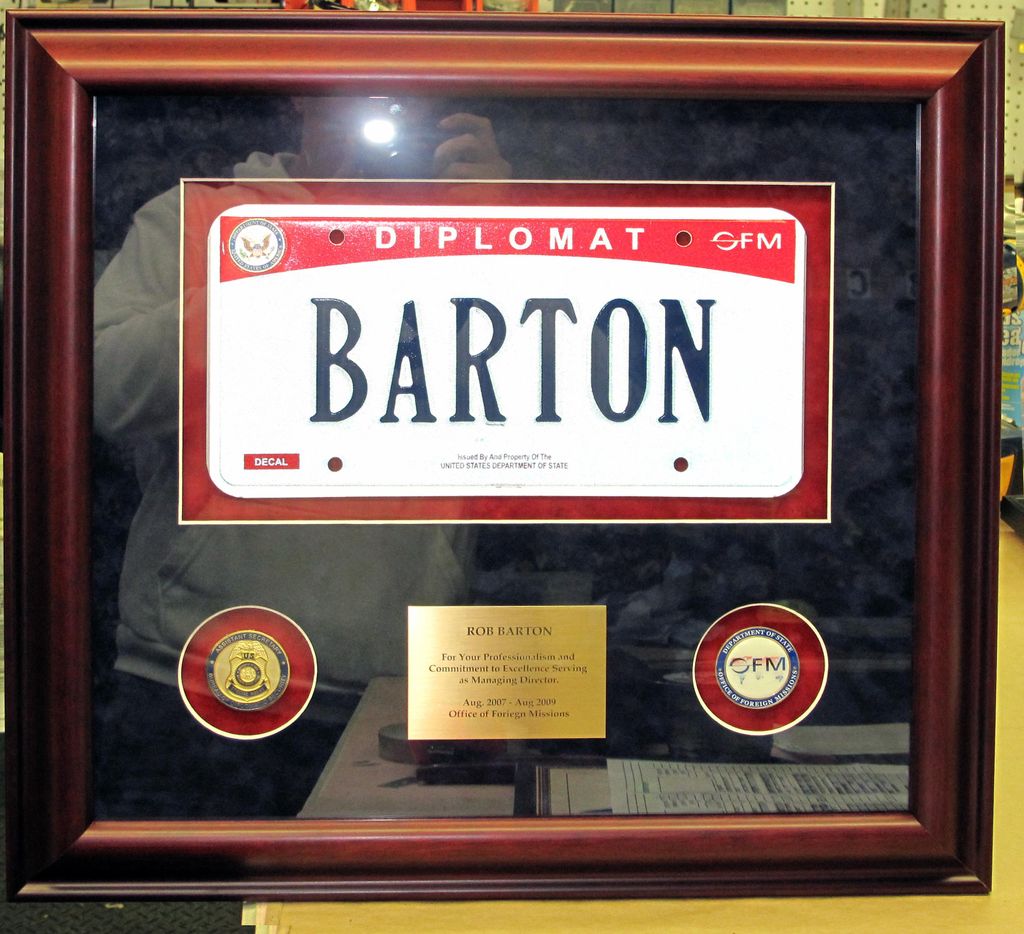 DIPLOMAT
OFM
BARTON
DECAL
Issued By And Property Of The
UNITED STATES DEPARTMENT OF STATE
ASSISTANT SECRETARY
U.S.
ROB BARTON
For Your Professionalism and
Commitment to Excellence Serving
as Managing Director.
Aug. 2007 - Aug 2009
Office of Foriegn Missions
DEPARTMENT OF STATE
OFM
OFFICE OF FOREIGN MISSIONS